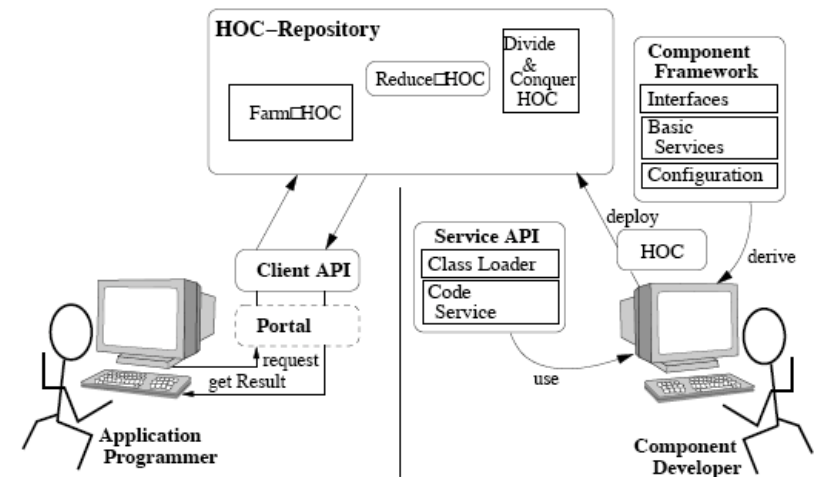 HOC–Repository
Farm□HOC
Reduce□HOC
Divide
&
Conquer
HOC
Component
Framework
Interfaces
Basic
Services
Configuration
deploy
HOC
derive
Service API
Class Loader
Code
Service
use
Client API
Portal
request
get Result
Application
Programmer
Component
Developer